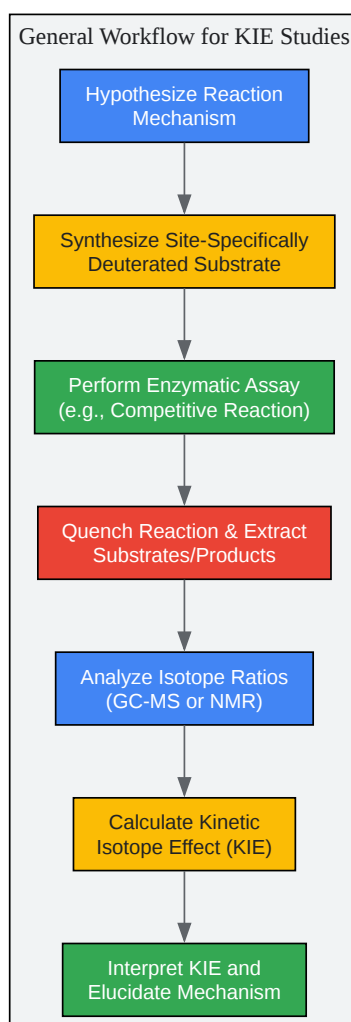 General Workflow for KIE Studies
Hypothesize Reaction
Mechanism
Synthesize Site-Specifically
Deuterated Substrate
Perform Enzymatic Assay
(e.g., Competitive Reaction)
Quench Reaction & Extract
Substrates/Products
Analyze Isotope Ratios
(GC-MS or NMR)
Calculate Kinetic
Isotope Effect (KIE)
Interpret KIE and
Elucidate Mechanism